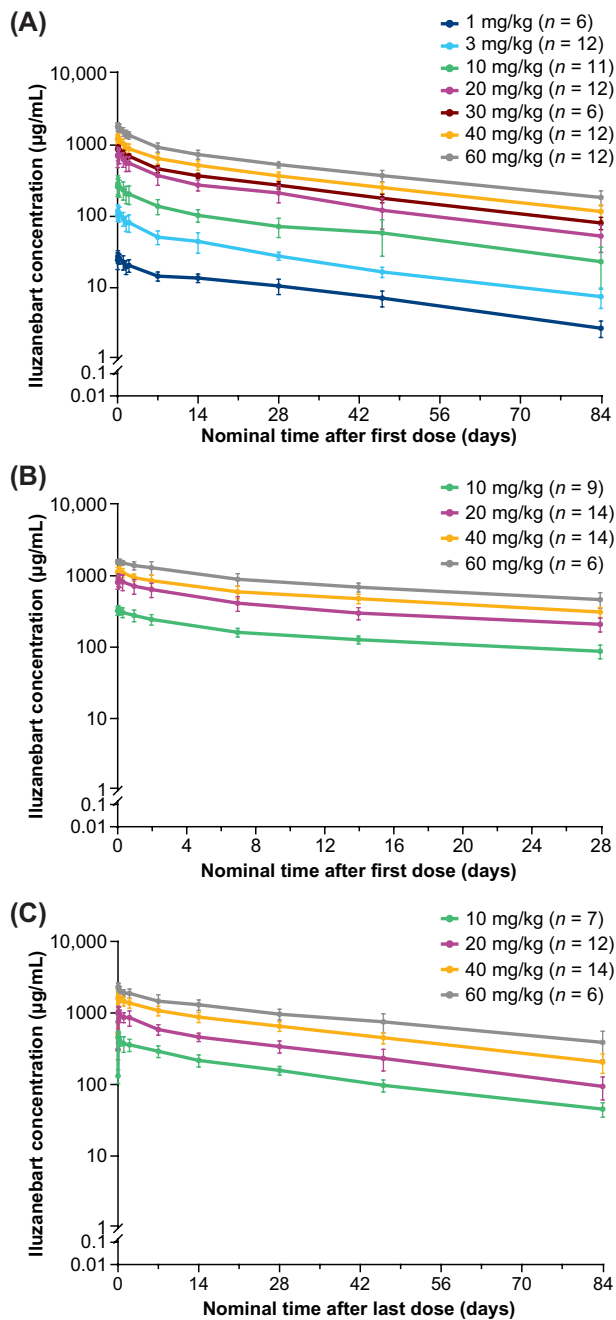 (A)
1 mg/kg (n = 6)
3 mg/kg (n = 12)
10 mg/kg (n = 11)
20 mg/kg (n = 12)
30 mg/kg (n = 6)
40 mg/kg (n = 12)
60 mg/kg (n = 12)
Iluzanebart concentration (µg/mL)
10,000
1000
100
10
1
0.1
0.01
0 14 28 42 56 70 84
Nominal time after first dose (days)
(B)
10 mg/kg (n = 9)
20 mg/kg (n = 14)
40 mg/kg (n = 14)
60 mg/kg (n = 6)
Iluzanebart concentration (µg/mL)
10,000
1000
100
10
1
0.1
0.01
0 4 8 12 16 20 24 28
Nominal time after first dose (days)
(C)
10 mg/kg (n = 7)
20 mg/kg (n = 12)
40 mg/kg (n = 14)
60 mg/kg (n = 6)
Iluzanebart concentration (µg/mL)
10,000
1000
100
10
1
0.1
0.01
0 14 28 42 56 70 84
Nominal time after last dose (days)